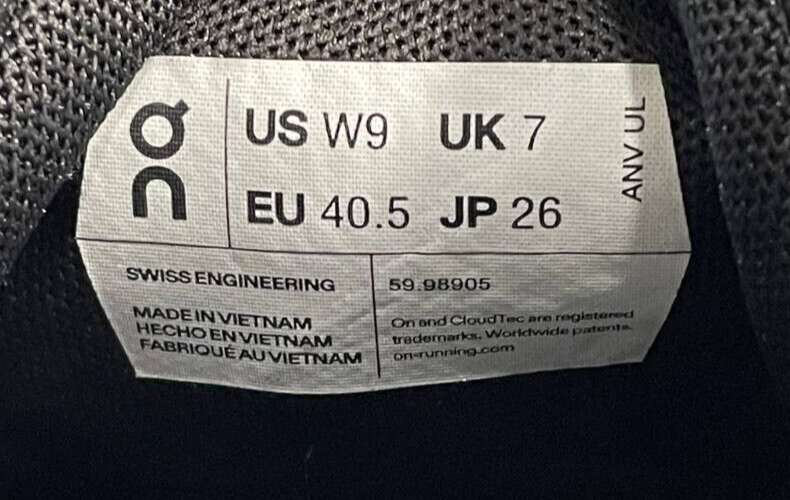 On
US W9 UK 7
EU 40.5 JP 26
ANV UL
SWISS ENGINEERING
MADE IN VIETNAM
HECHO EN VIETNAM
FABRIQUÉ AU VIETNAM
59.98905
On and CloudTec are registered
trademarks. Worldwide patents.
on-running.com